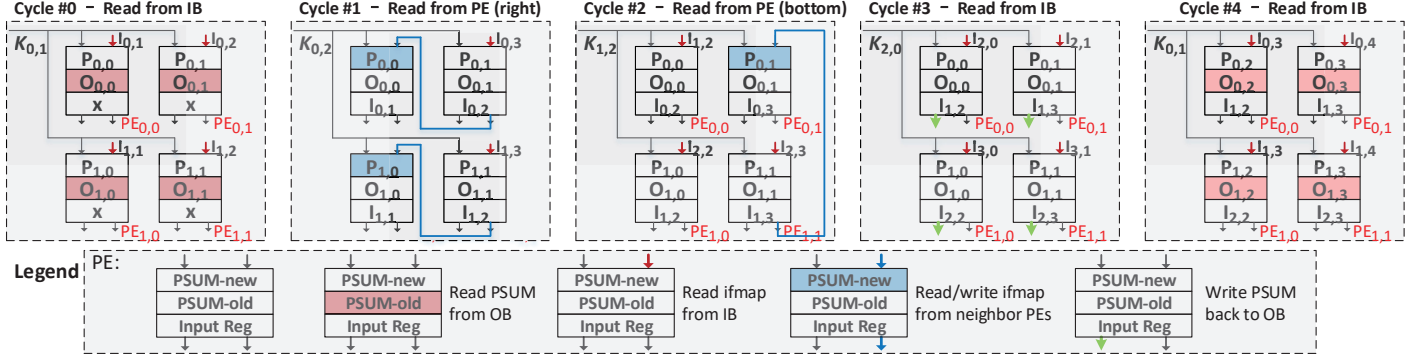 Cycle #0 – Read from IB
K0,1
I0,1
I0,2
P0,0
P0,1
O0,0
O0,1
x
x
PE0,0
PE0,1
I1,1
I1,2
P1,0
P1,1
O1,0
O1,1
x
x
PE1,0
PE1,1
Cycle #1 – Read from PE (right)
K0,2
I0,3
P0,0
P0,1
O0,0
O0,1
I0,1
I0,2
I1,3
P1,0
P1,1
O1,0
O1,1
I1,1
I1,2
Cycle #2 – Read from PE (bottom)
K1,2
I1,2
P0,0
P0,1
O0,0
O0,1
I0,2
I0,3
PE0,0
PE0,1
I2,2
I2,3
P1,0
P1,1
O1,0
O1,1
I1,2
I1,3
PE1,0
PE1,1
Cycle #3 – Read from IB
K2,0
I2,0
I2,1
P0,0
P0,1
O0,0
O0,1
I1,2
I1,3
PE0,0
PE0,1
I3,0
I3,1
P1,0
P1,1
O1,0
O1,1
I2,2
I2,3
PE1,0
PE1,1
Cycle #4 – Read from IB
K0,1
I0,3
I0,4
P0,2
P0,3
O0,2
O0,3
I1,2
I1,3
PE0,0
PE0,1
I1,3
I1,4
P1,2
P1,3
O1,2
O1,3
I2,2
I2,3
PE1,0
PE1,1
Legend
PE:
PSUM-new
PSUM-old
Input Reg
PSUM-new
PSUM-old
Input Reg
Read PSUM
from OB
PSUM-new
PSUM-old
Input Reg
Read ifmap
from IB
PSUM-new
PSUM-old
Input Reg
Read/write ifmap
from neighbor PEs
PSUM-new
PSUM-old
Input Reg
Write PSUM
back to OB